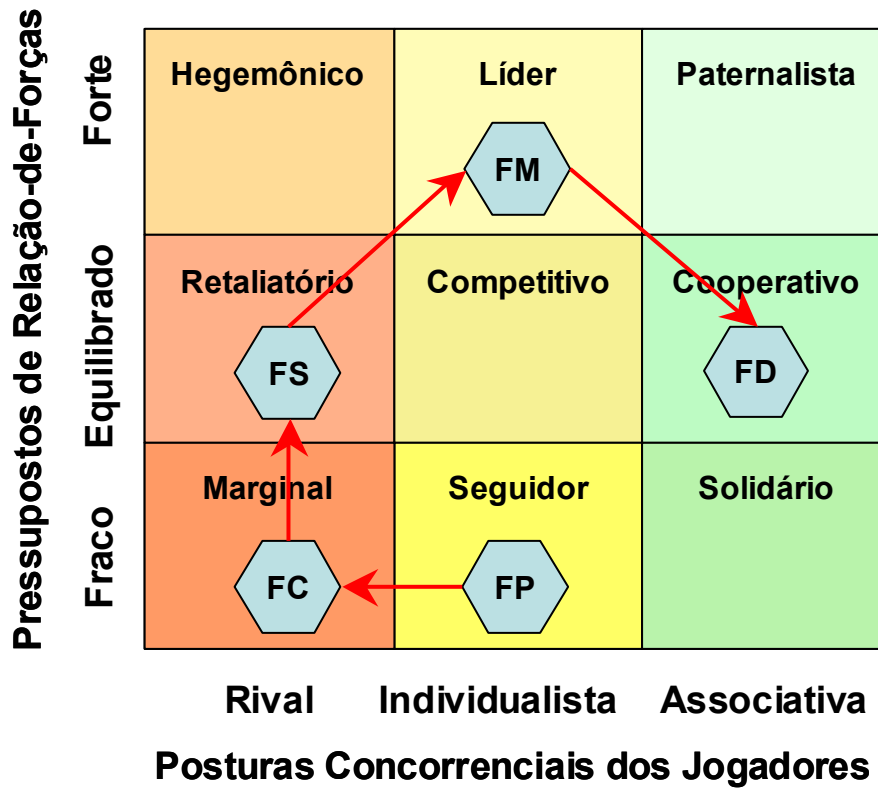 Pressupostos de Relação-de-Forças
Forte
Hegemônico
Líder
Paternalista
FM
Equilibrado
Retaliatório
Competitivo
Cooperativo
FS
FD
Fraco
Marginal
Seguidor
Solidário
FC
FP
Rival
Individualista
Associativa
Posturas Concorrenciais dos Jogadores